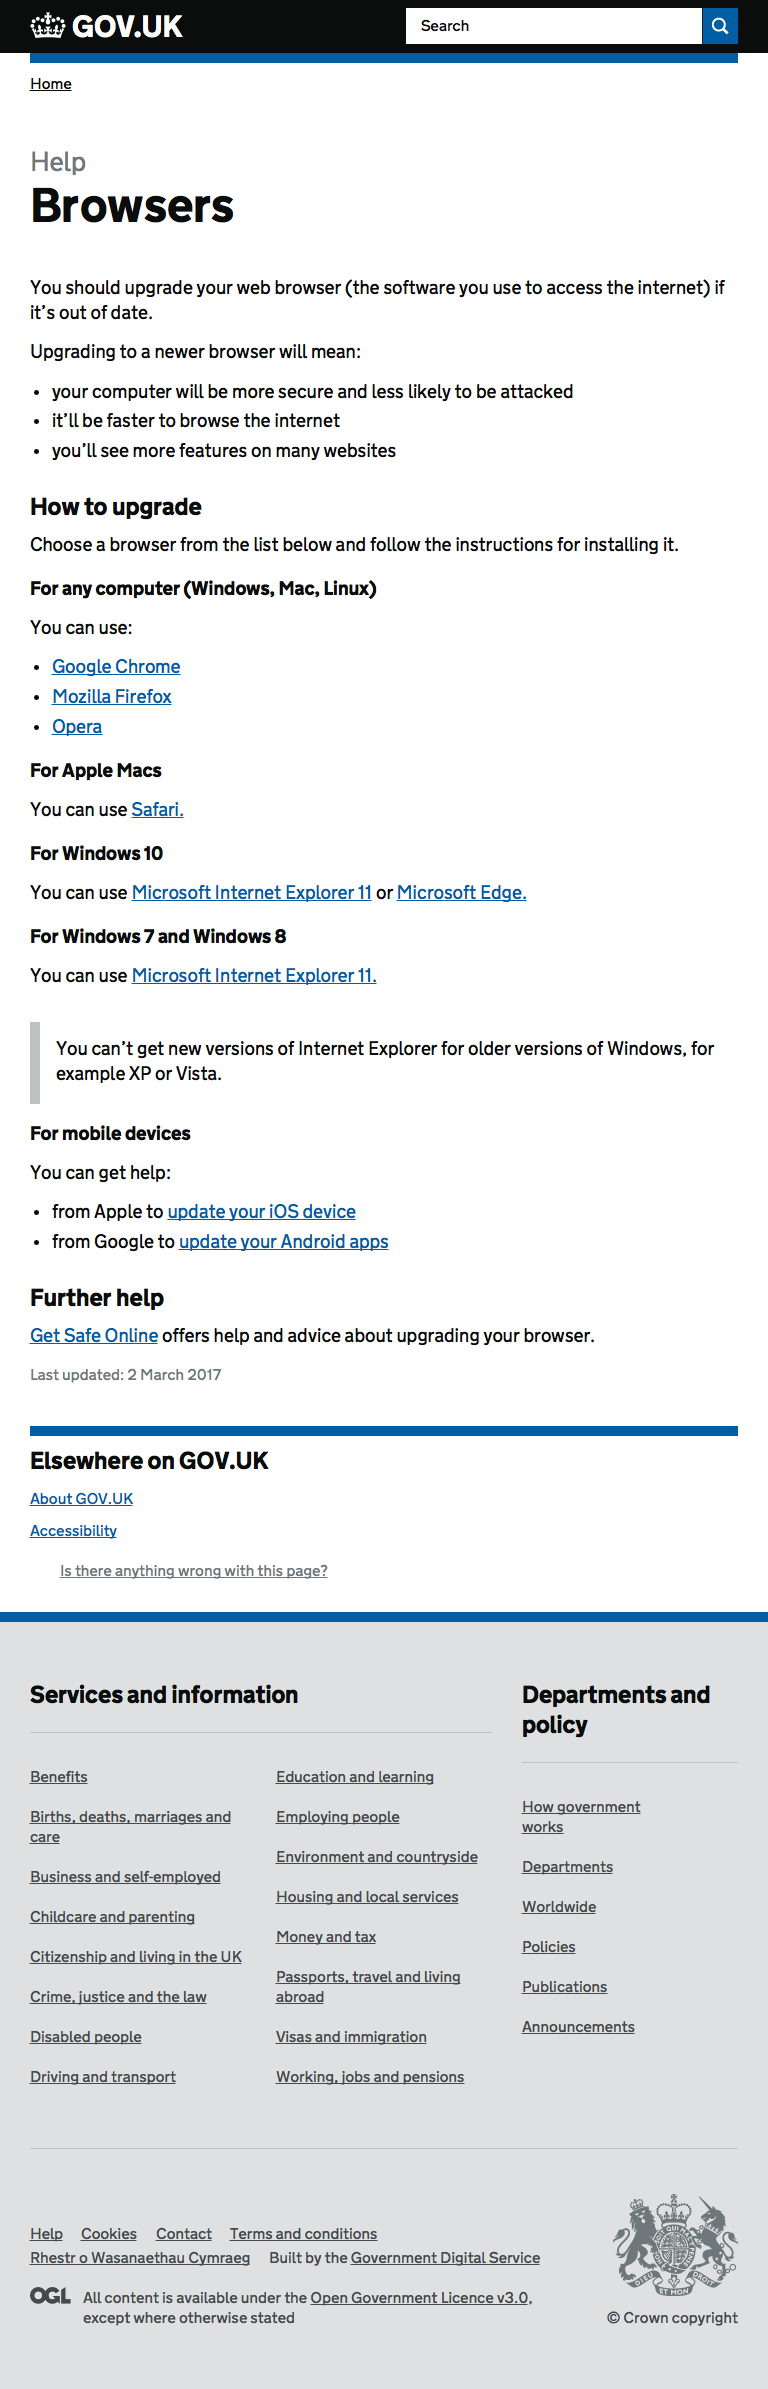 GOV.UK
Search
Home
Help
Browsers
You should upgrade your web browser (the software you use to access the internet) if
it’s out of date.
Upgrading to a newer browser will mean:
• your computer will be more secure and less likely to be attacked
• it’ll be faster to browse the internet
• you’ll see more features on many websites
How to upgrade
Choose a browser from the list below and follow the instructions for installing it.
For any computer (Windows, Mac, Linux)
You can use:
• Google Chrome
• Mozilla Firefox
• Opera
For Apple Macs
You can use Safari.
For Windows 10
You can use Microsoft Internet Explorer 11 or Microsoft Edge.
For Windows 7 and Windows 8
You can use Microsoft Internet Explorer 11.
You can’t get new versions of Internet Explorer for older versions of Windows, for
example XP or Vista.
For mobile devices
You can get help:
• from Apple to update your iOS device
• from Google to update your Android apps
Further help
Get Safe Online offers help and advice about upgrading your browser.
Last updated: 2 March 2017
Elsewhere on GOV.UK
About GOV.UK
Accessibility
Is there anything wrong with this page?
Services and information
Benefits
Births, deaths, marriages and
care
Business and self-employed
Childcare and parenting
Citizenship and living in the UK
Crime, justice and the law
Disabled people
Driving and transport
Education and learning
Employing people
Environment and countryside
Housing and local services
Money and tax
Passports, travel and living
abroad
Visas and immigration
Working, jobs and pensions
Departments and
policy
How government
works
Departments
Worldwide
Policies
Publications
Announcements
Help Cookies Contact Terms and conditions
Rhestr o Wasanaethau Cymraeg Built by the Government Digital Service
OGL All content is available under the Open Government Licence v3.0,
except where otherwise stated
DIEU ET MON DROIT
© Crown copyright